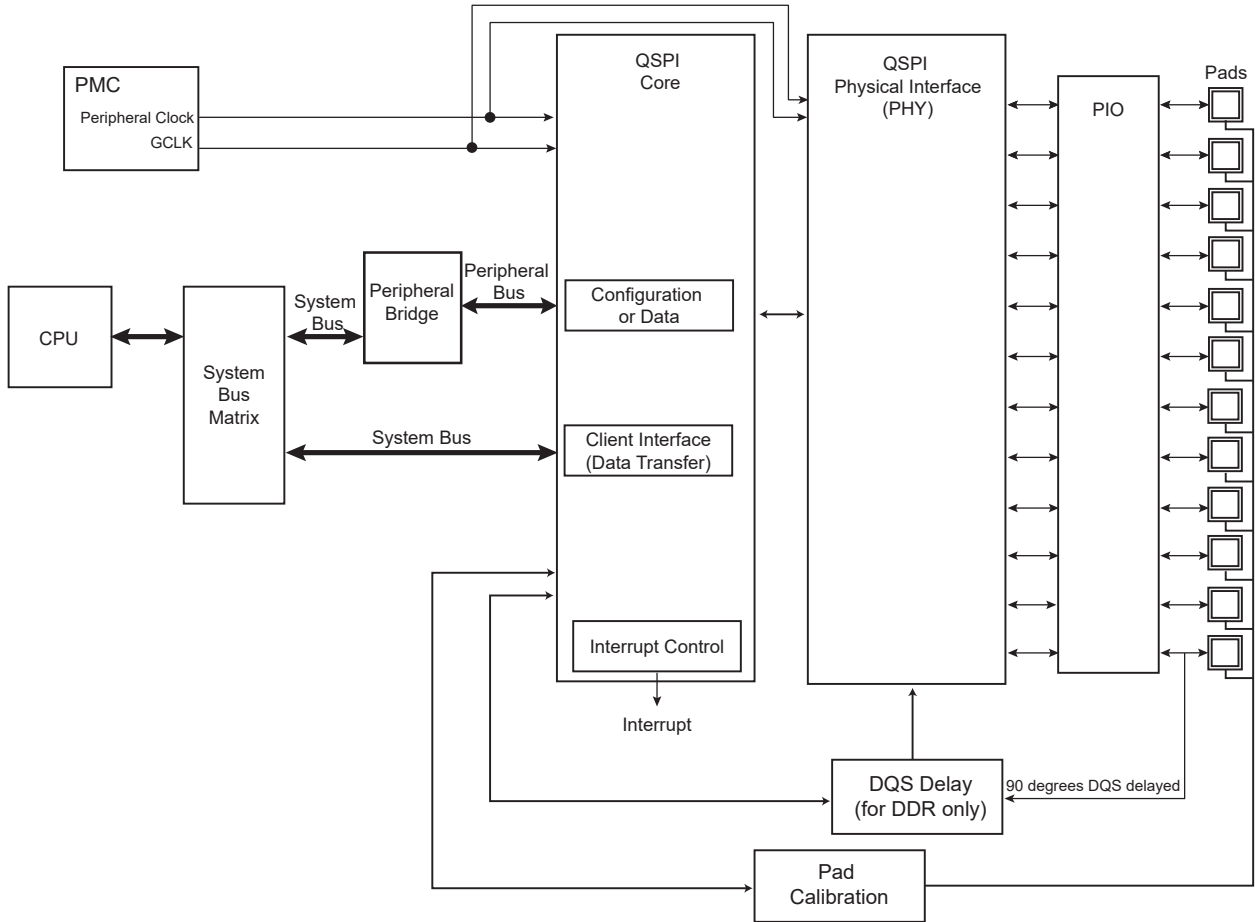 PMC
Peripheral Clock
GCLK
QSPI
Core
QSPI
Physical Interface
(PHY)
PIO
Pads
CPU
System
Bus
Matrix
System
Bus
Peripheral
Bridge
Peripheral
Bus
Configuration
or Data
System Bus
Client Interface
(Data Transfer)
Interrupt Control
Interrupt
DQS Delay
(for DDR only)
90 degrees DQS delayed
Pad
Calibration